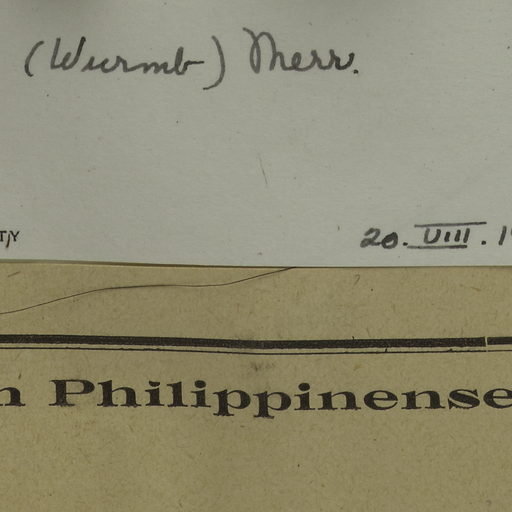 (Wurmb) Merr.
20.VIII.1
n Philippinense